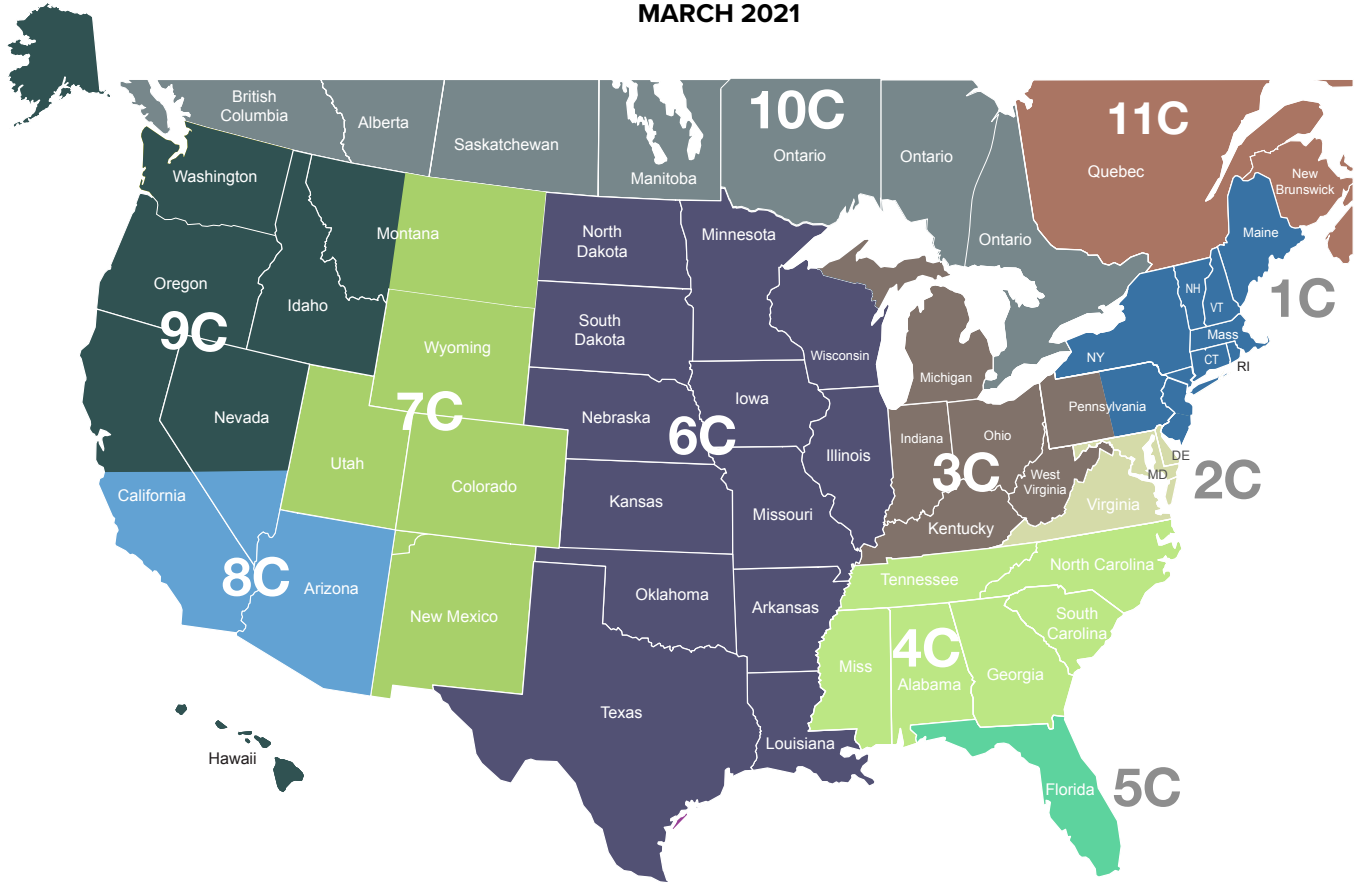 MARCH 2021
British
Columbia
Alberta
Saskatchewan
Manitoba
10C
Ontario
Ontario
Ontario
11C
Quebec
New
Brunswick
Washington
Oregon
9C
Idaho
Montana
Nevada
Wyoming
7C
Utah
Colorado
New Mexico
California
8C
Arizona
North
Dakota
South
Dakota
Nebraska
Kansas
Oklahoma
Texas
Minnesota
Wisconsin
Iowa
6C
Illinois
Missouri
Arkansas
Louisiana
Michigan
Indiana
Ohio
3C
West
Virginia
Kentucky
Pennsylvania
Maine
NH
VT
Mass
CT
RI
NY
1C
DE
MD
2C
Virginia
Tennessee
North Carolina
South
Carolina
4C
Miss
Alabama
Georgia
Florida
5C
Hawaii